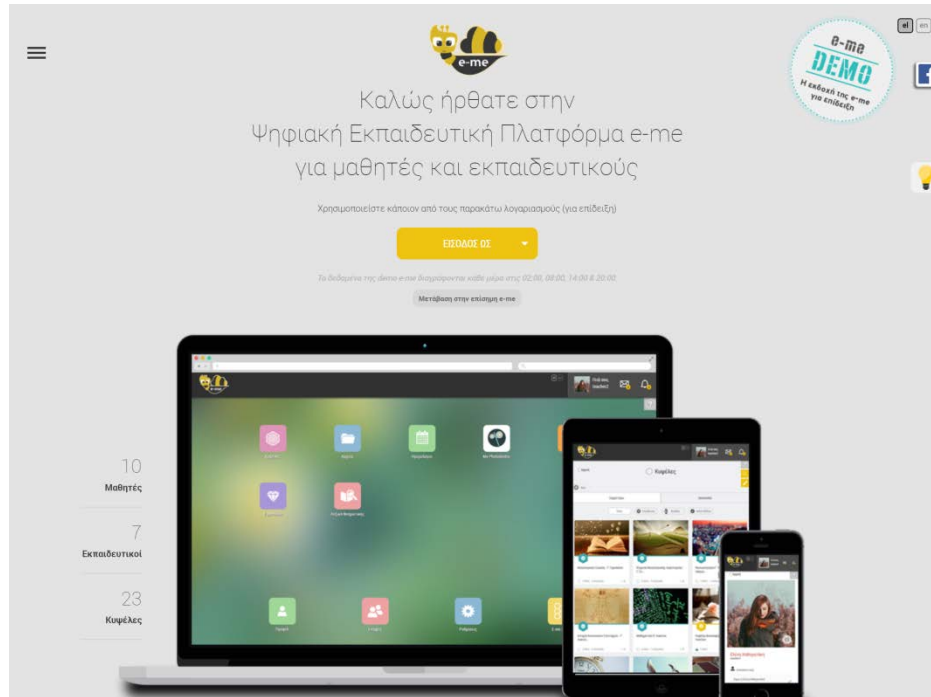 e-me
el en
e-me
DEMO
Η εκδοχή της e-me
για επίδειξη
Καλώς ήρθατε στην
Ψηφιακή Εκπαιδευτική Πλατφόρμα e-me
για μαθητές και εκπαιδευτικούς
Χρησιμοποιείστε κάποιον από τους παρακάτω λογαριασμούς (για επίδειξη)
ΕΙΣΟΔΟΣ ΩΣ
Τα δεδομένα της demo e-me διαγράφονται κάθε μέρα στις 02:00, 08:00, 14:00 & 20:00.
Μετάβαση στην επίσημη e-me
10
Μαθητές
7
Εκπαιδευτικοί
23
Κυψέλες
Κυψέλες